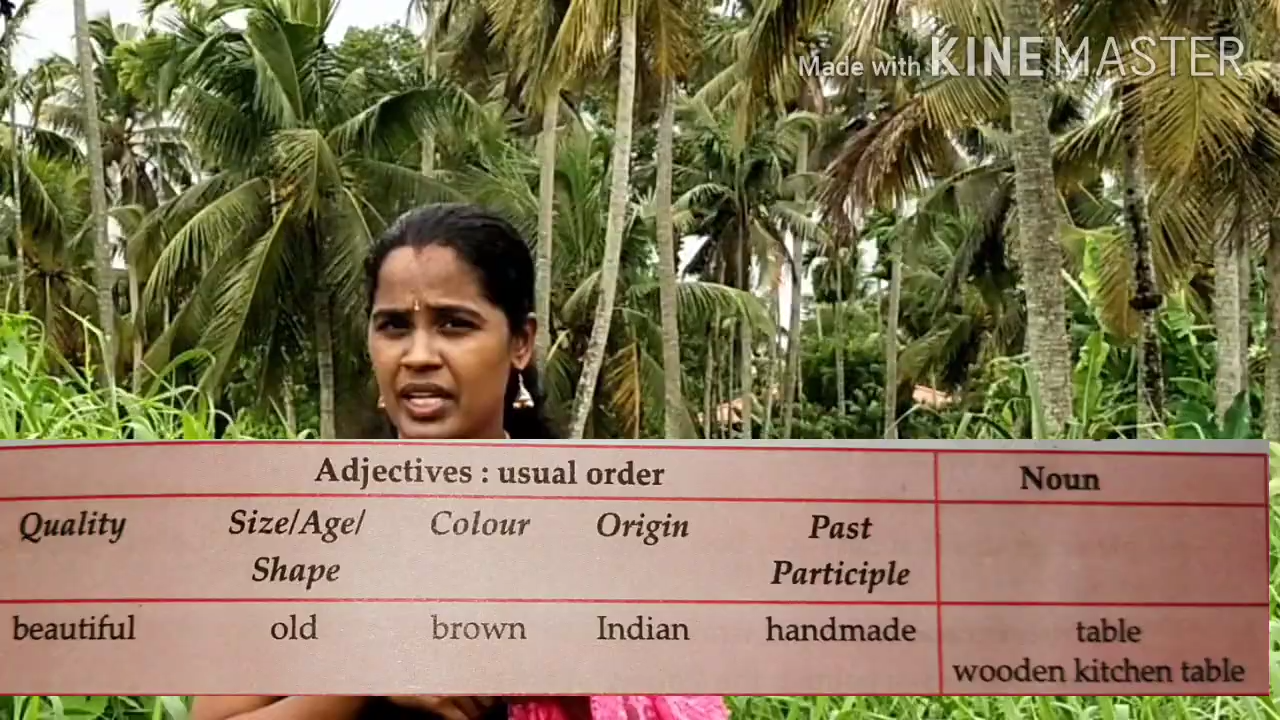 Made with KINEMASTER
Adjectives : usual order Noun
Quality Size/Age/ Colour Origin Past
Shape Participle
beautiful old brown Indian handmade table
wooden kitchen table